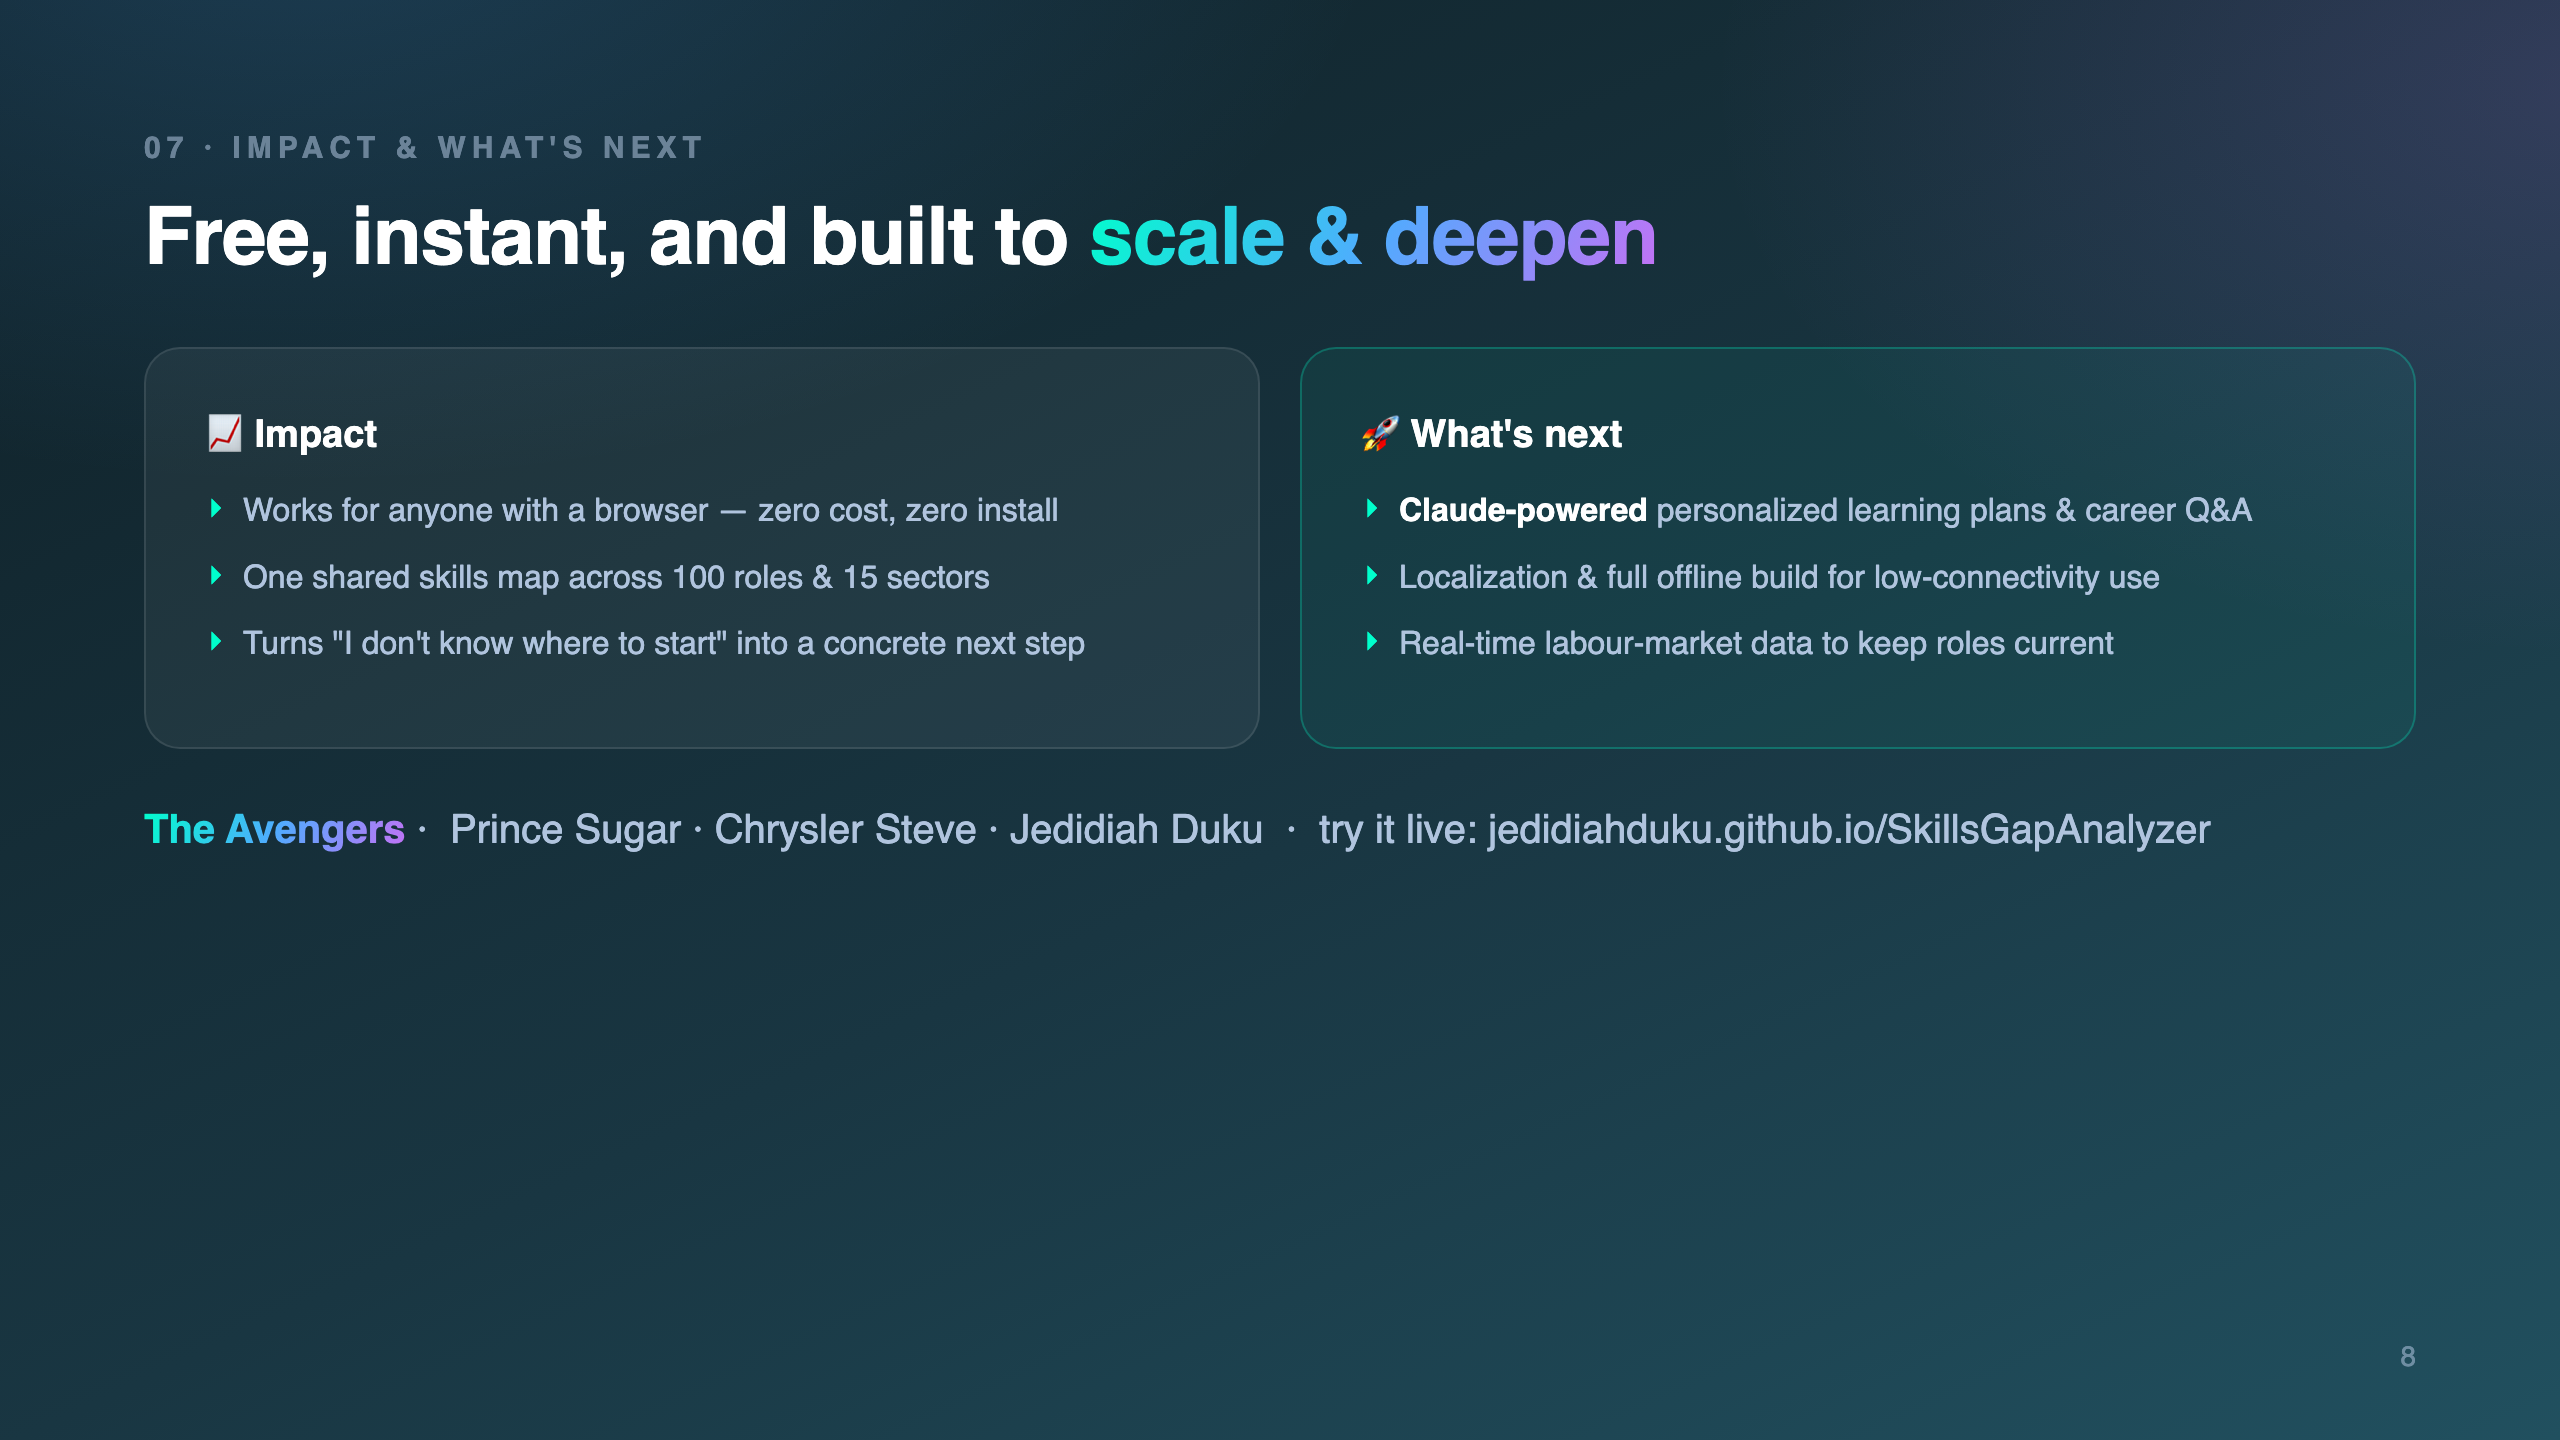 07 · IMPACT & WHAT'S NEXT
Free, instant, and built to scale & deepen
📈 Impact
Works for anyone with a browser — zero cost, zero install
One shared skills map across 100 roles & 15 sectors
Turns "I don't know where to start" into a concrete next step
🚀 What's next
Claude-powered personalized learning plans & career Q&A
Localization & full offline build for low-connectivity use
Real-time labour-market data to keep roles current
The Avengers · Prince Sugar · Chrysler Steve · Jedidiah Duku · try it live: jedidiahduku.github.io/SkillsGapAnalyzer
8